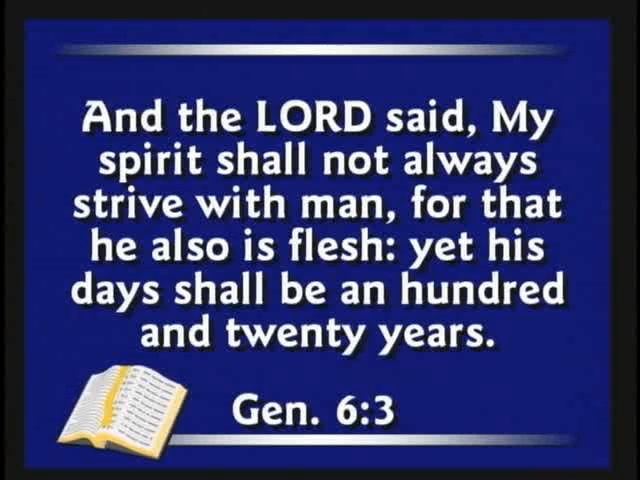 And the LORD said, My
spirit shall not always
strive with man, for that
he also is flesh: yet his
days shall be an hundred
and twenty years.
Gen. 6:3